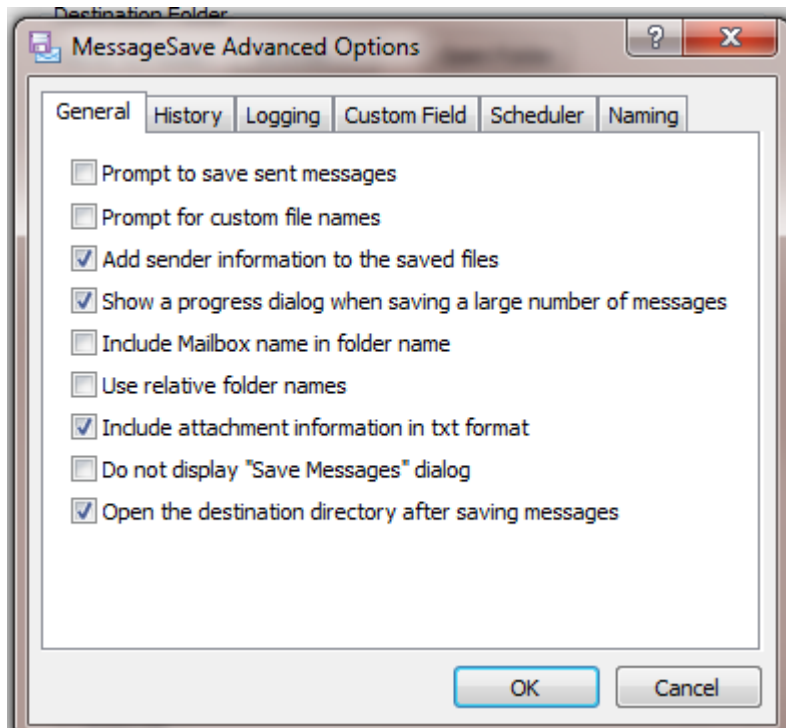 Destination Folder
MessageSave Advanced Options
General History Logging Custom Field Scheduler Naming
Prompt to save sent messages
Prompt for custom file names
Add sender information to the saved files
Show a progress dialog when saving a large number of messages
Include Mailbox name in folder name
Use relative folder names
Include attachment information in txt format
Do not display "Save Messages" dialog
Open the destination directory after saving messages
OK Cancel